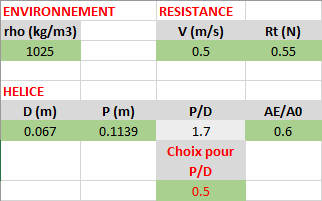 ENVIRONNEMENT RESISTANCE
rho (kg/m3) V (m/s) Rt (N)
1025 0.5 0.55
HELICE
D (m) P (m) P/D AE/A0
0.067 0.1139 1.7 0.6
Choix pour
P/D
0.5